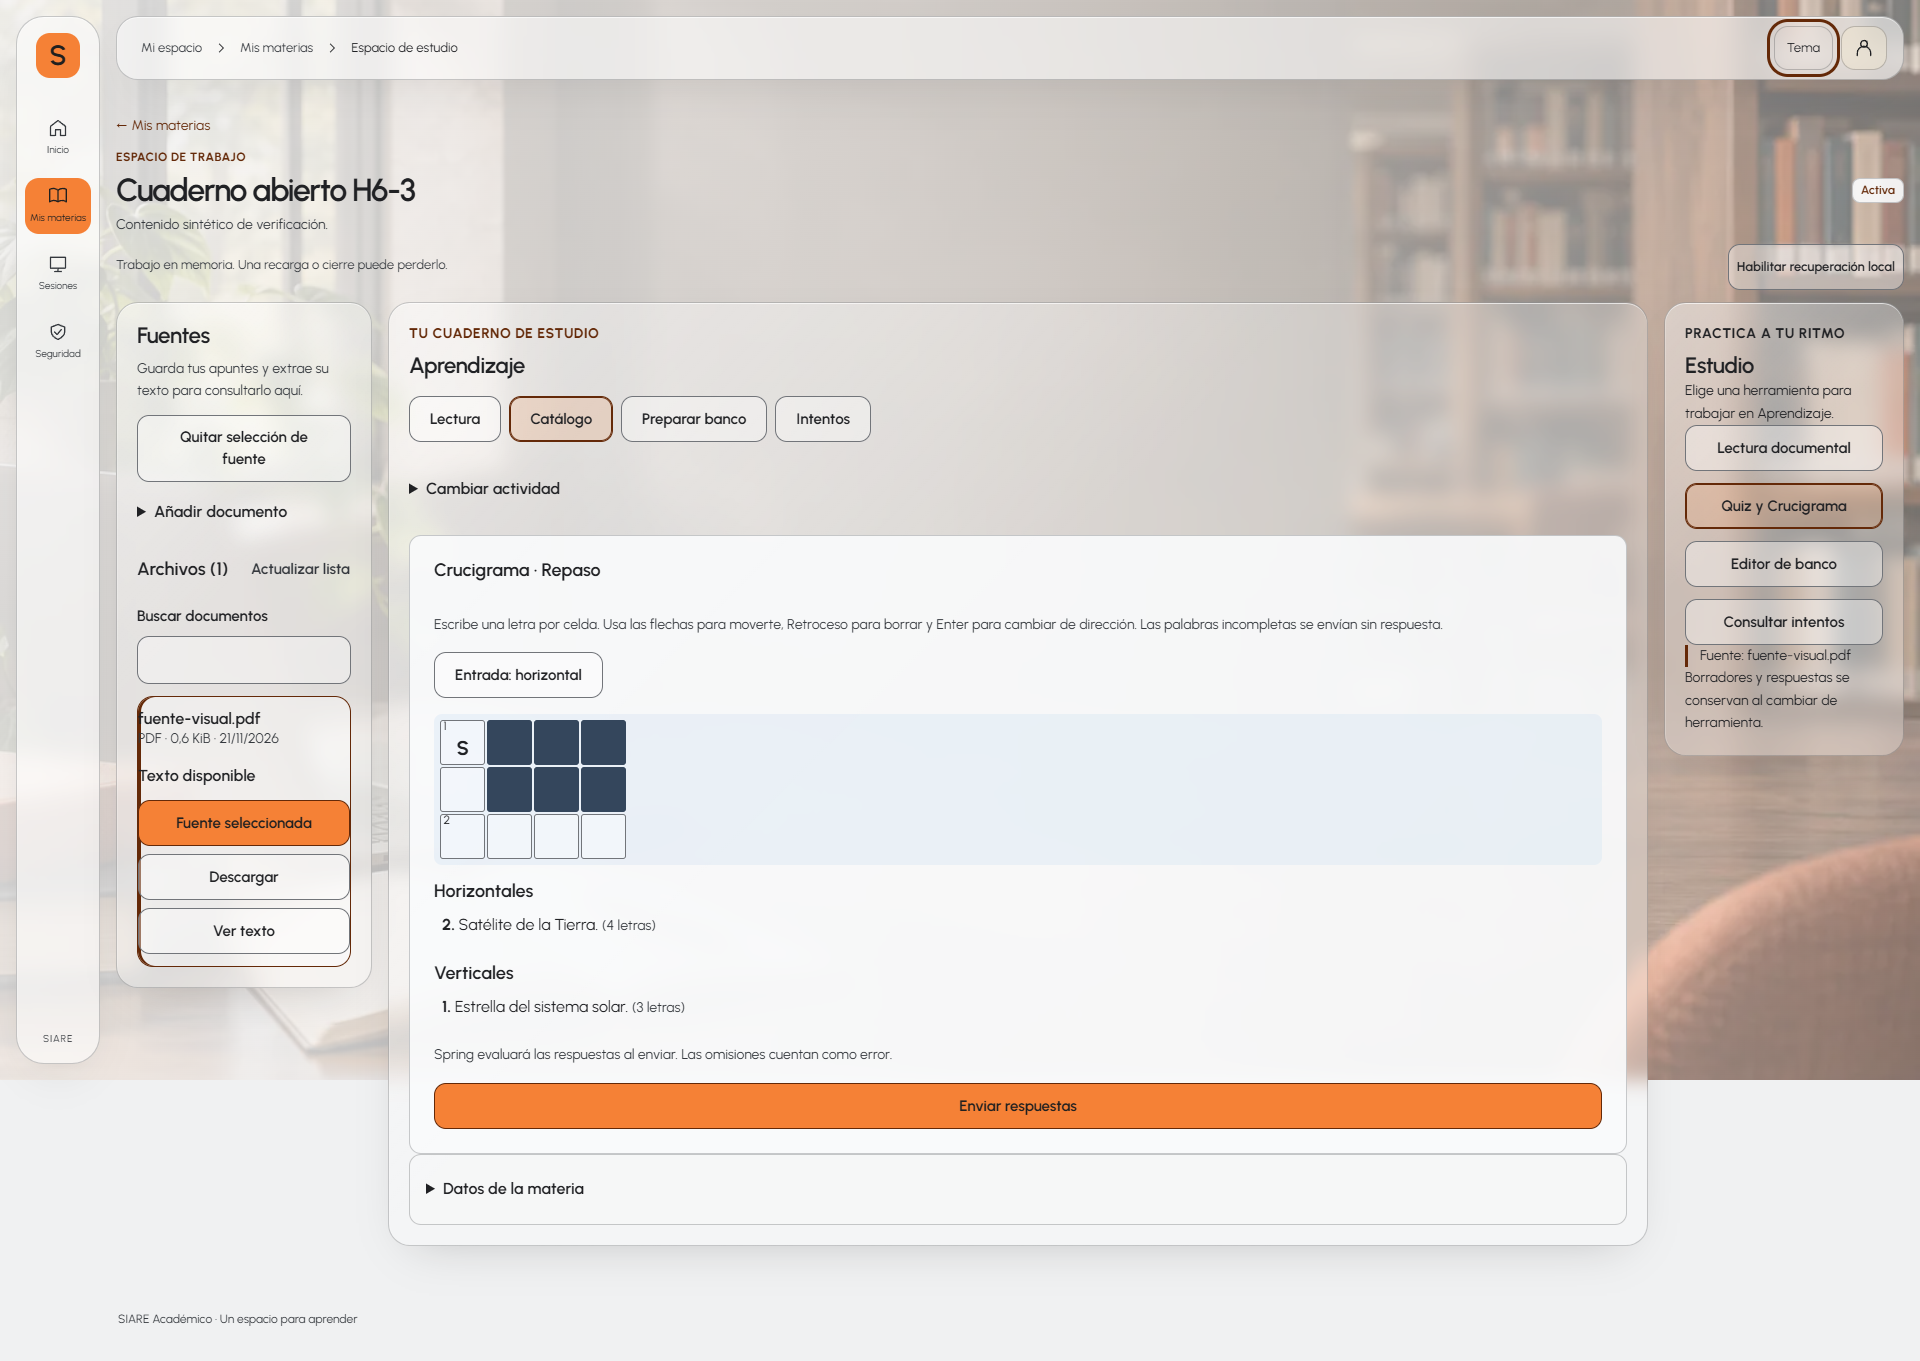 S
Inicio
Mis materias
Sesiones
Seguridad
SIARE
Mi espacio > Mis materias > Espacio de estudio
Tema
← Mis materias
ESPACIO DE TRABAJO
Cuaderno abierto H6-3
Contenido sintético de verificación.
Activa
Trabajo en memoria. Una recarga o cierre puede perderlo.
Habilitar recuperación local
Fuentes
Guarda tus apuntes y extrae su
texto para consultarlo aquí.
Quitar selección de
fuente
Añadir documento
Archivos (1)
Actualizar lista
Buscar documentos
fuente-visual.pdf
PDF · 0,6 KiB · 21/11/2026
Texto disponible
Fuente seleccionada
Descargar
Ver texto
TU CUADERNO DE ESTUDIO
Aprendizaje
Lectura
Catálogo
Preparar banco
Intentos
Cambiar actividad
Crucigrama · Repaso
Escribe una letra por celda. Usa las flechas para moverte, Retroceso para borrar y Enter para cambiar de dirección. Las palabras incompletas se envían sin respuesta.
Entrada: horizontal
1
S
2
Horizontales
2. Satélite de la Tierra. (4 letras)
Verticales
1. Estrella del sistema solar. (3 letras)
Spring evaluará las respuestas al enviar. Las omisiones cuentan como error.
Enviar respuestas
Datos de la materia
PRACTICA A TU RITMO
Estudio
Elige una herramienta para
trabajar en Aprendizaje.
Lectura documental
Quiz y Crucigrama
Editor de banco
Consultar intentos
Fuente: fuente-visual.pdf
Borradores y respuestas se
conservan al cambiar de
herramienta.
SIARE Académico · Un espacio para aprender